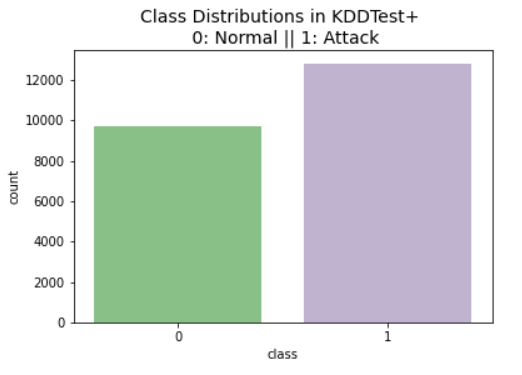 Class Distributions in KDDTest+
0: Normal || 1: Attack
12000
10000
8000
6000
4000
2000
0
count
0 1
class